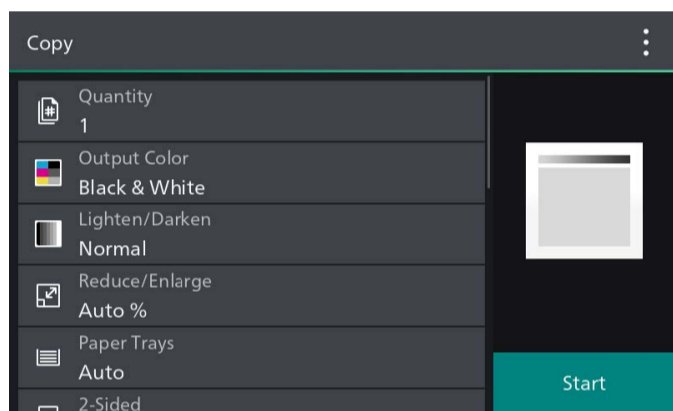 Copy
Quantity
1
Output Color
Black & White
Lighten/Darken
Normal
Reduce/Enlarge
Auto %
Paper Trays
Auto
2-Sided
Start